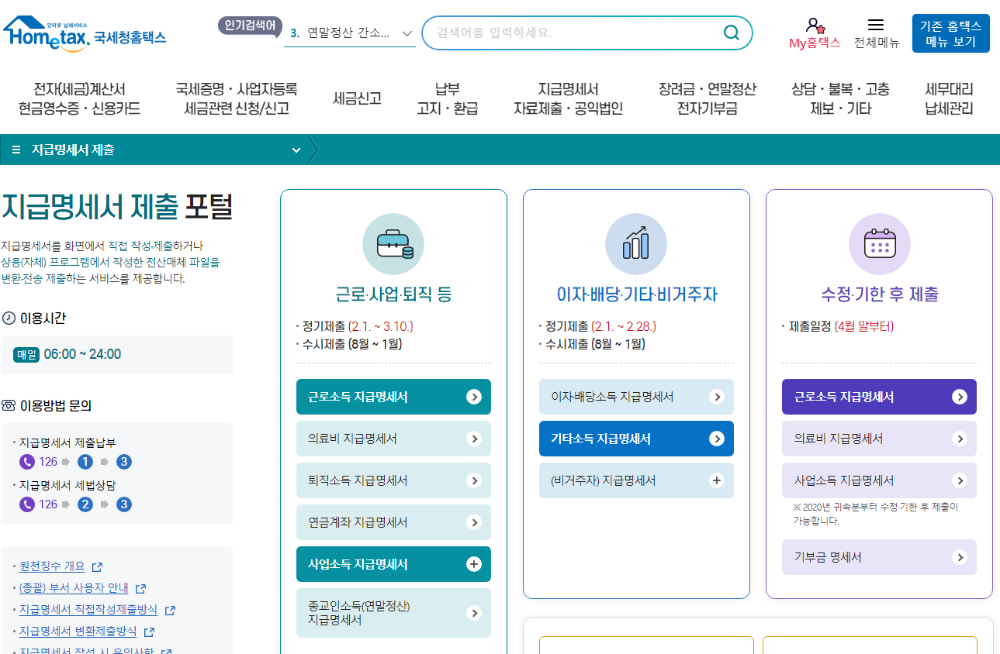 인터넷 납세서비스
Hometax. 국세청홈택스
인기검색어
3. 연말정산 간소...
검색어를 입력하세요.
My홈택스
전체메뉴
기존 홈택스
메뉴 보기
전자(세금)계산서
현금영수증・신용카드
국세증명・사업자등록
세금관련 신청/신고
세금신고
납부
고지・환급
지급명세서
자료제출・공익법인
장려금・연말정산
전자기부금
상담・불복・고충
제보・기타
세무대리
납세관리
지급명세서 제출
지급명세서 제출 포털
지급명세서를 화면에서 직접 작성·제출하거나
상용(자체) 프로그램에서 작성한 전산매체 파일을
변환·전송 제출하는 서비스를 제공합니다.
이용시간
매일 06:00 ~ 24:00
이용방법 문의
· 지급명세서 제출납부
126 1 3
· 지급명세서 세법상담
126 2 3
· 원천징수 개요
· (총괄) 부서 사용자 안내
· 지급명세서 직접작성제출방식
· 지급명세서 변환제출방식
· 지급명세서 작성 시 유의사항
근로·사업·퇴직 등
· 정기제출 (2.1. ~ 3.10.)
· 수시제출 (8월 ~ 1월)
근로소득 지급명세서
의료비 지급명세서
퇴직소득 지급명세서
연금계좌 지급명세서
사업소득 지급명세서
종교인소득(연말정산)
지급명세서
이자·배당·기타·비거주자
· 정기제출 (2.1. ~ 2.28.)
· 수시제출 (8월 ~ 1월)
이자·배당소득 지급명세서
기타소득 지급명세서
(비거주자) 지급명세서
수정·기한 후 제출
· 제출일정 (4월 말부터)
근로소득 지급명세서
의료비 지급명세서
사업소득 지급명세서
※ 2020년 귀속분부터 수정·기한 후 제출이
가능합니다.
기부금 명세서